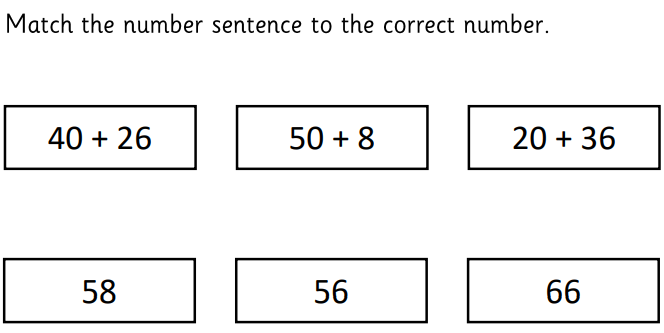 Match the number sentence to the correct number.
40 + 26 50 + 8 20 + 36
58 56 66